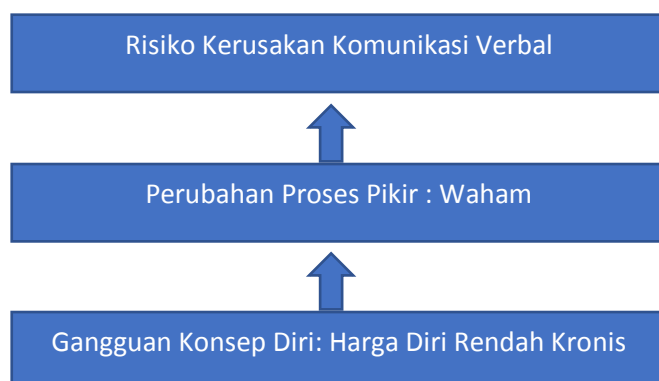 Risiko Kerusakan Komunikasi Verbal
Perubahan Proses Pikir : Waham
Gangguan Konsep Diri: Harga Diri Rendah Kronis